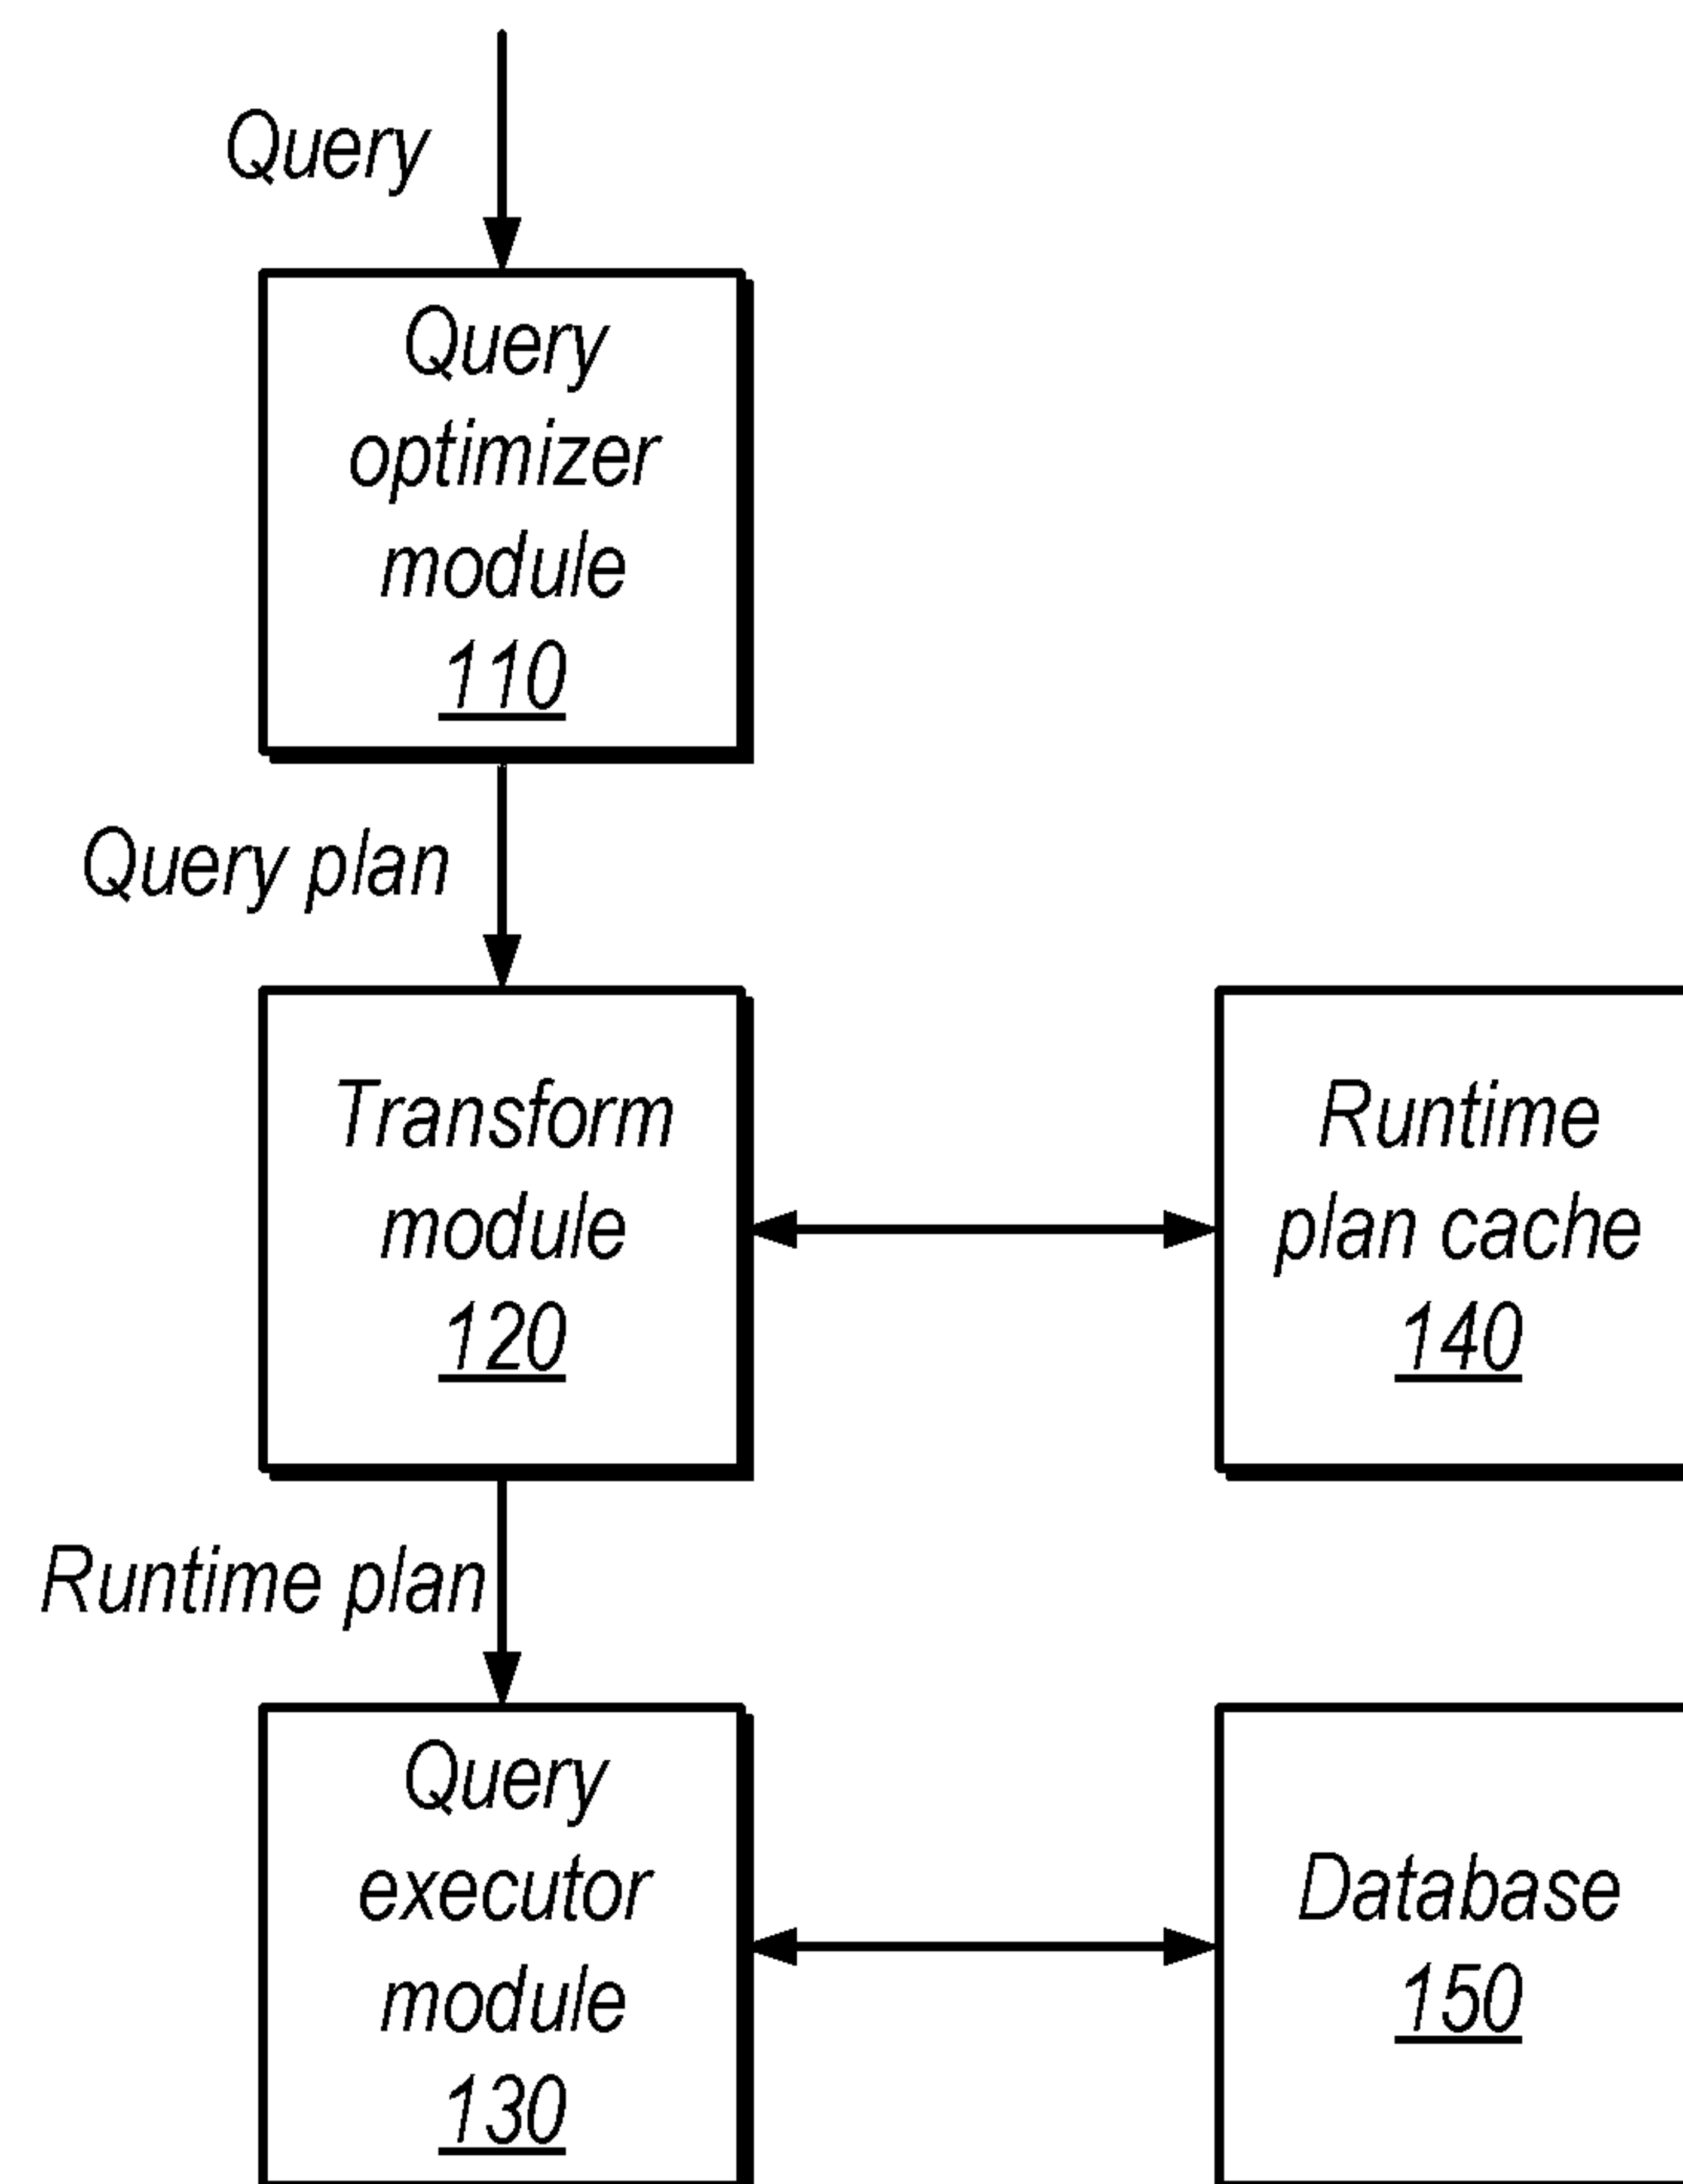 Query
Query
optimizer
module
110
Query plan
Transform
module
120
Runtime
plan cache
140
Runtime plan
Query
executor
module
130
Database
150